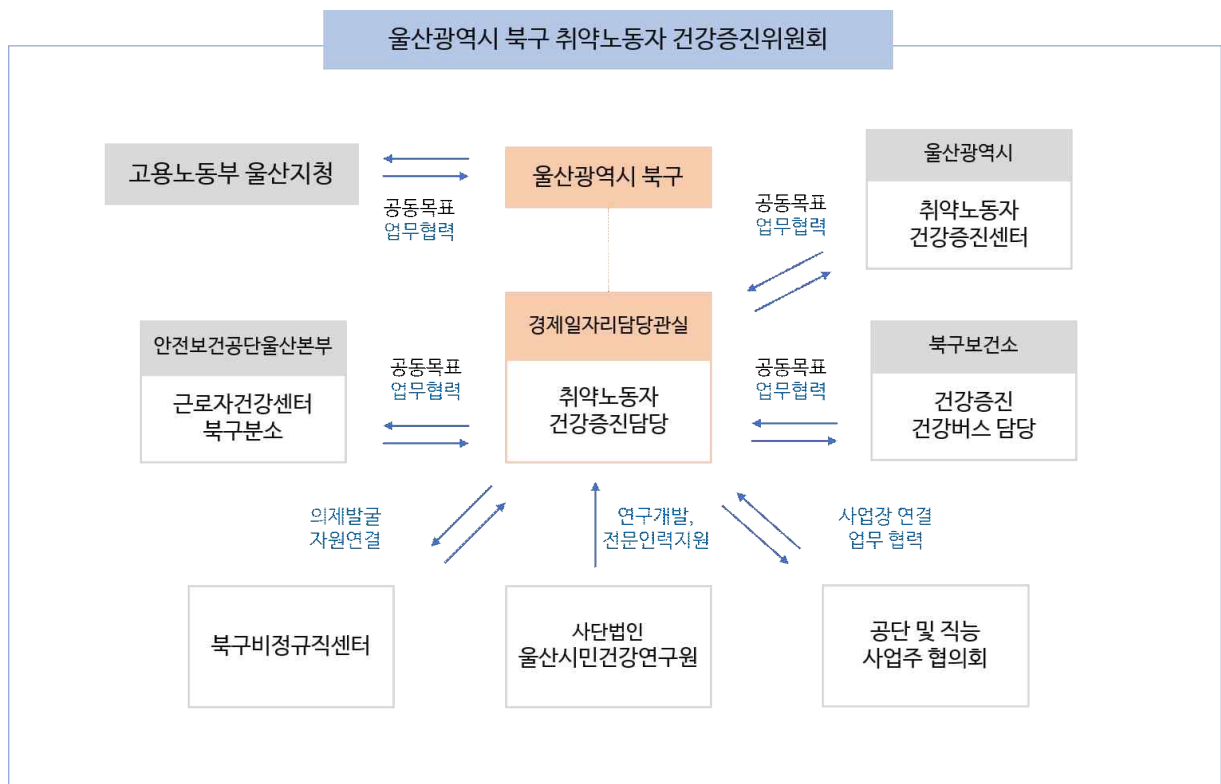 울산광역시 북구 취약노동자 건강증진위원회
고용노동부 울산지청
공동목표
업무협력
울산광역시 북구
공동목표
업무협력
울산광역시
취약노동자
건강증진센터
안전보건공단울산본부
근로자건강센터
북구분소
공동목표
업무협력
경제일자리담당관실
취약노동자
건강증진담당
공동목표
업무협력
북구보건소
건강증진
건강버스 담당
의제발굴
자원연결
연구개발,
전문인력지원
사업장 연결
업무 협력
북구비정규직센터
사단법인
울산시민건강연구원
공단 및 직능
사업주 협의회